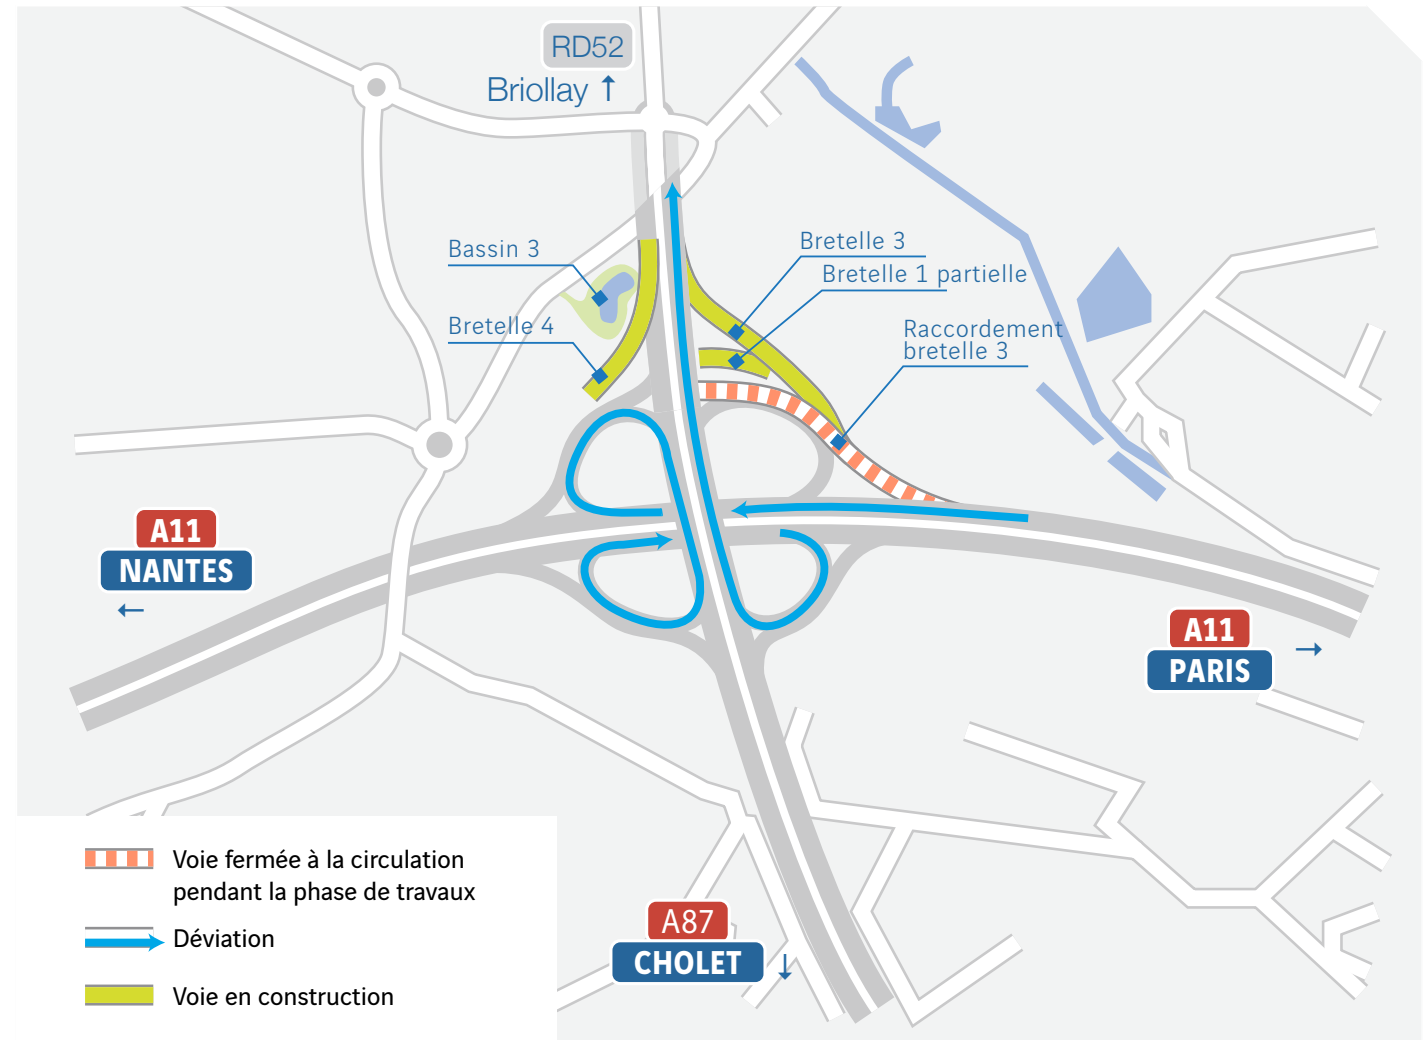 RD52
Briollay ↑
Bassin 3
Bretelle 3
Bretelle 1 partielle
Bretelle 4
Raccordement
bretelle 3
A11
NANTES
←
A11
PARIS
→
A87
CHOLET
↓
Voie fermée à la circulation
pendant la phase de travaux
Déviation
Voie en construction